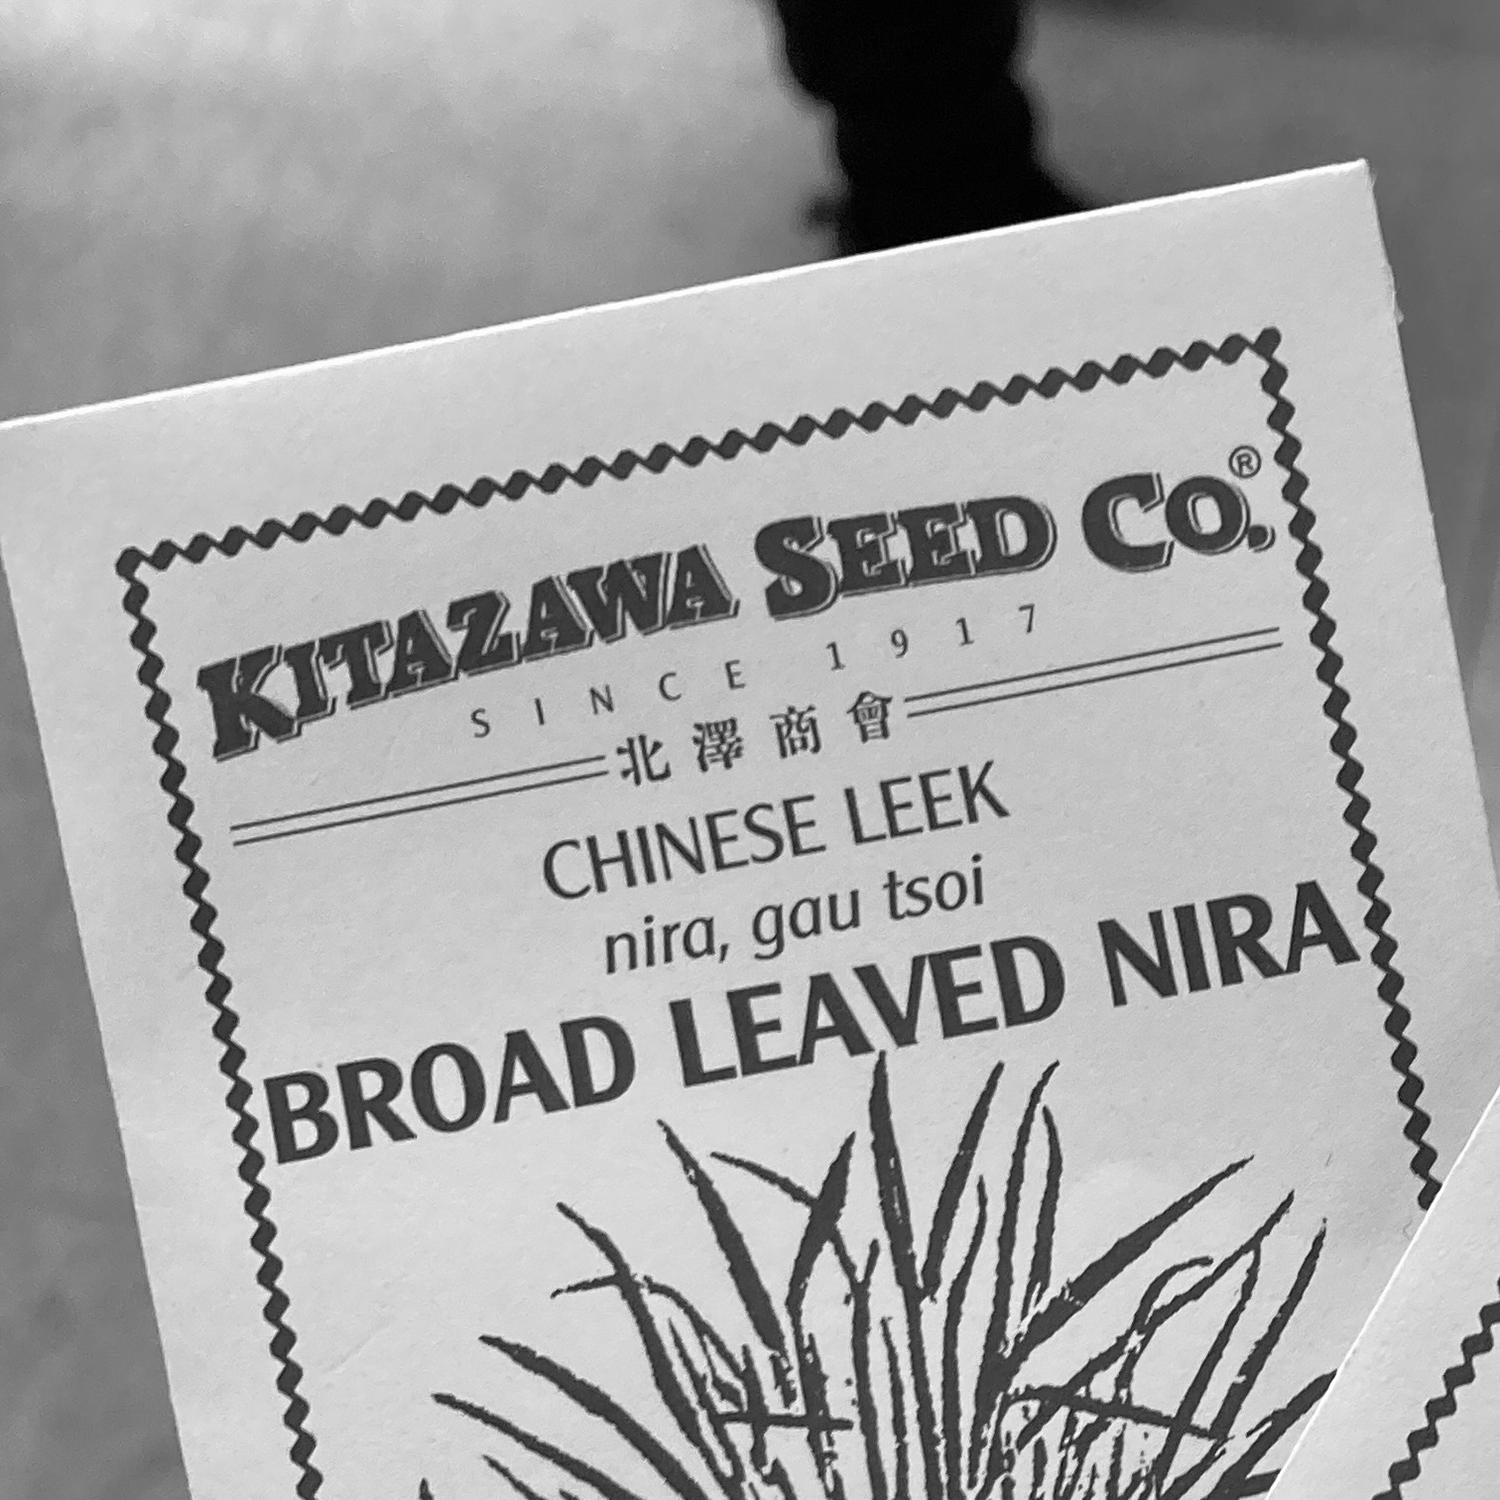 KITAZAWA SEED CO.®
SINCE 1917
北澤商會
CHINESE LEEK
nira, gau tsoi
BROAD LEAVED NIRA